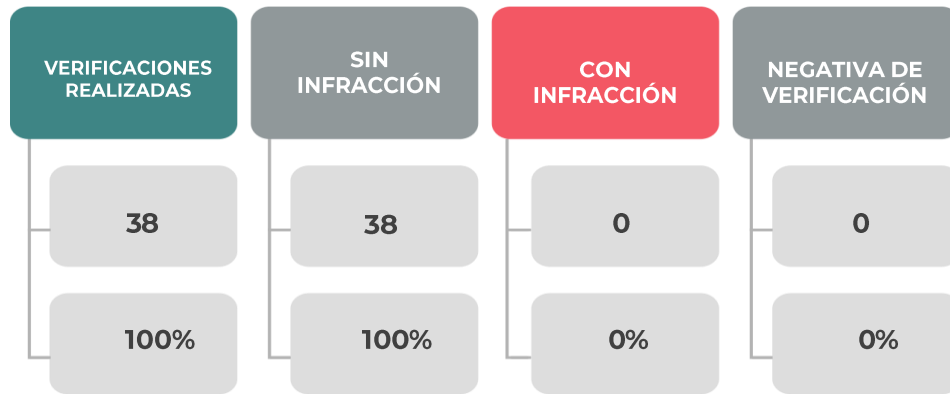 VERIFICACIONES
REALIZADAS
SIN
INFRACCIÓN
CON
INFRACCIÓN
NEGATIVA DE
VERIFICACIÓN
38
38
0
0
100%
100%
0%
0%